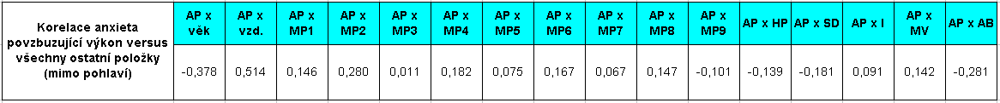 Korelace anxieta
povzbuzující výkon versus
všechny ostatní položky
(mimo pohlaví)
AP x věk AP x vzd. AP x MP1 AP x MP2 AP x MP3 AP x MP4 AP x MP5 AP x MP6 AP x MP7 AP x MP8 AP x MP9 AP x HP AP x SD AP x I AP x MV AP x AB
-0,378 0,514 0,146 0,280 0,011 0,182 0,075 0,167 0,067 0,147 -0,101 -0,139 -0,181 0,091 0,142 -0,281